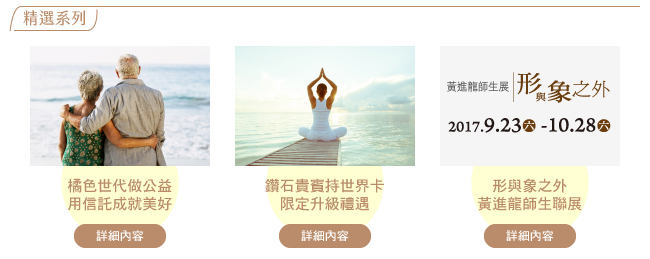 精選系列
橘色世代做公益
用信託成就美好
詳細內容
鑽石貴賓持世界卡
限定升級禮遇
詳細內容
黃進龍師生展
形與象之外
2017.9.23六 -10.28六
形與象之外
黃進龍師生聯展
詳細內容